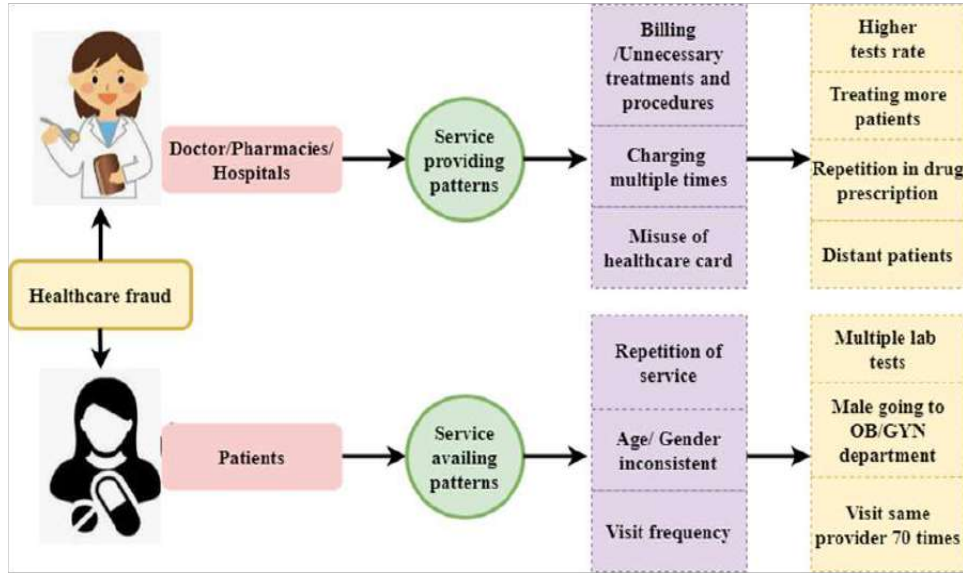 Healthcare fraud
Doctor/Pharmacies/
Hospitals
Service
providing
patterns
Billing
/Unnecessary
treatments and
procedures
Charging
multiple times
Misuse of
healthcare card
Higher
tests rate
Treating more
patients
Repetition in drug
prescription
Distant patients
Patients
Service
availing
patterns
Repetition of
service
Age/ Gender
inconsistent
Visit frequency
Multiple lab
tests
Male going to
OB/GYN
department
Visit same
provider 70 times